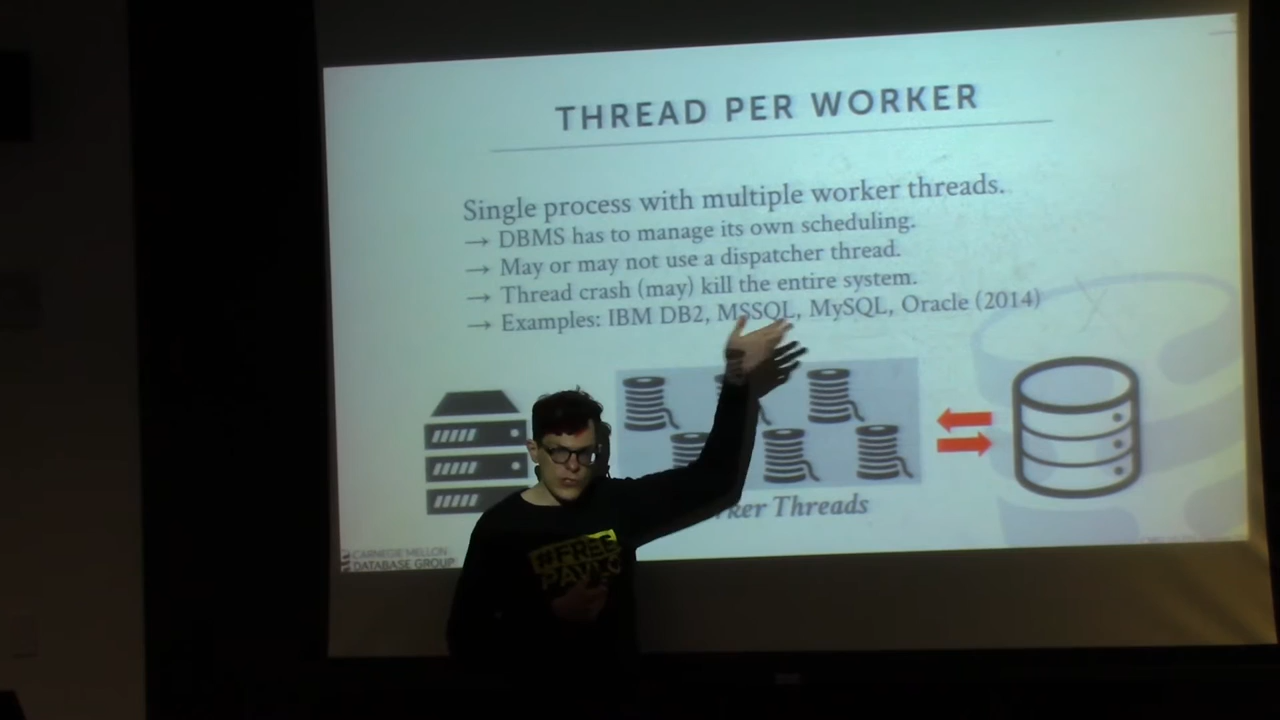 THREAD PER WORKER
Single process with multiple worker threads.
→ DBMS has to manage its own scheduling.
→ May or may not use a dispatcher thread.
→ Thread crash (may) kill the entire system.
→ Examples: IBM DB2, MSSQL, MySQL, Oracle (2014)
Threads
CARNEGIE MELLON
DATABASE GROUP
#FREE